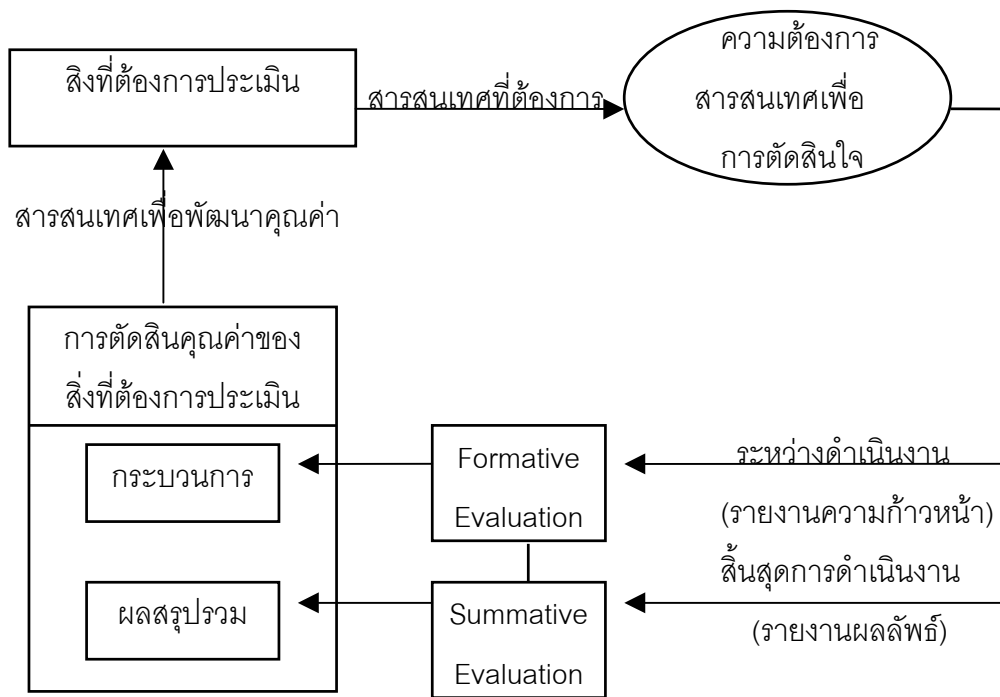 สิ่งที่ต้องการประเมิน
สารสนเทศที่ต้องการ
ความต้องการ
สารสนเทศเพื่อ
การตัดสินใจ
สารสนเทศเพื่อพัฒนาคุณค่า
การตัดสินคุณค่าของ
สิ่งที่ต้องการประเมิน
กระบวนการ
Formative
Evaluation
ระหว่างดำเนินงาน
(รายงานความก้าวหน้า)
สิ้นสุดการดำเนินงาน
ผลสรุปรวม
Summative
Evaluation
(รายงานผลลัพธ์)